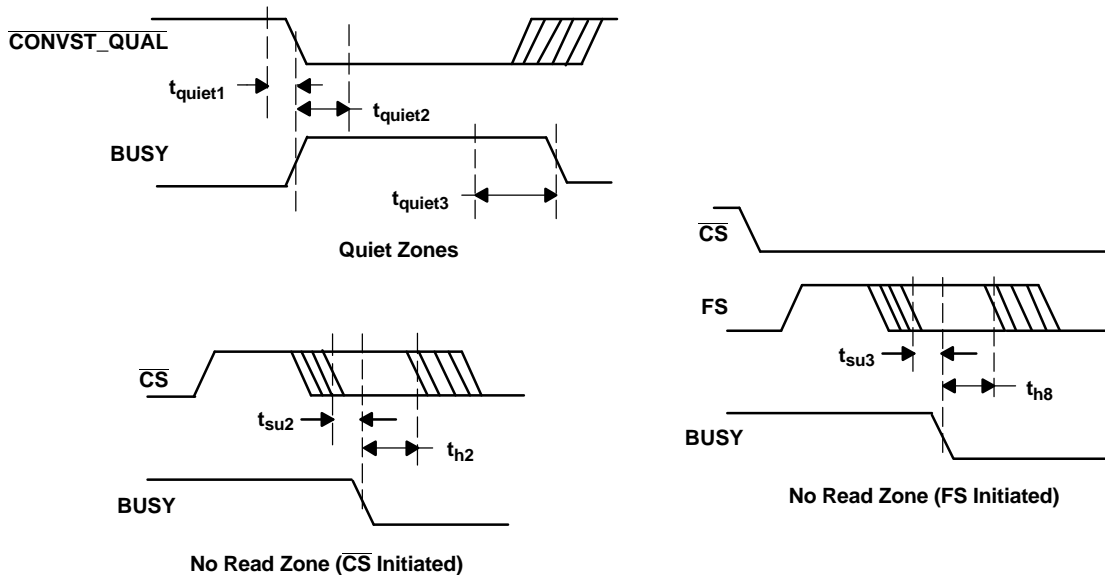 CONVST_QUAL
tquiet1
tquiet2
BUSY
tquiet3
Quiet Zones
CS
tsu2
th2
BUSY
No Read Zone (CS Initiated)
CS
FS
tsu3
th8
BUSY
No Read Zone (FS Initiated)